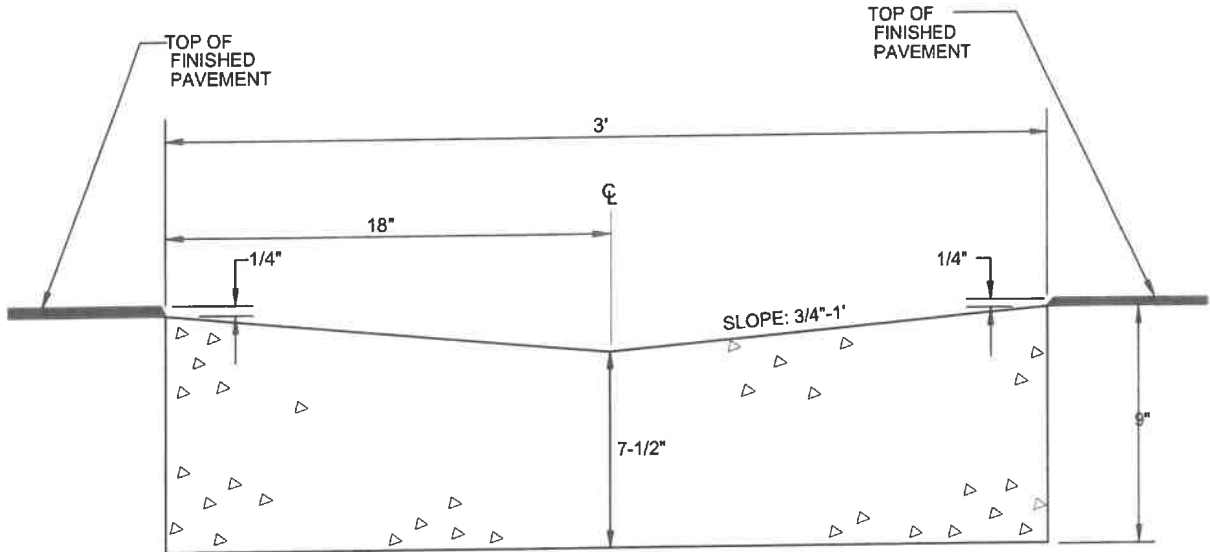 TOP OF
FINISHED
PAVEMENT
TOP OF
FINISHED
PAVEMENT
3'
℄
18"
1/4"
1/4"
SLOPE: 3/4"-1'
7-1/2"
9"